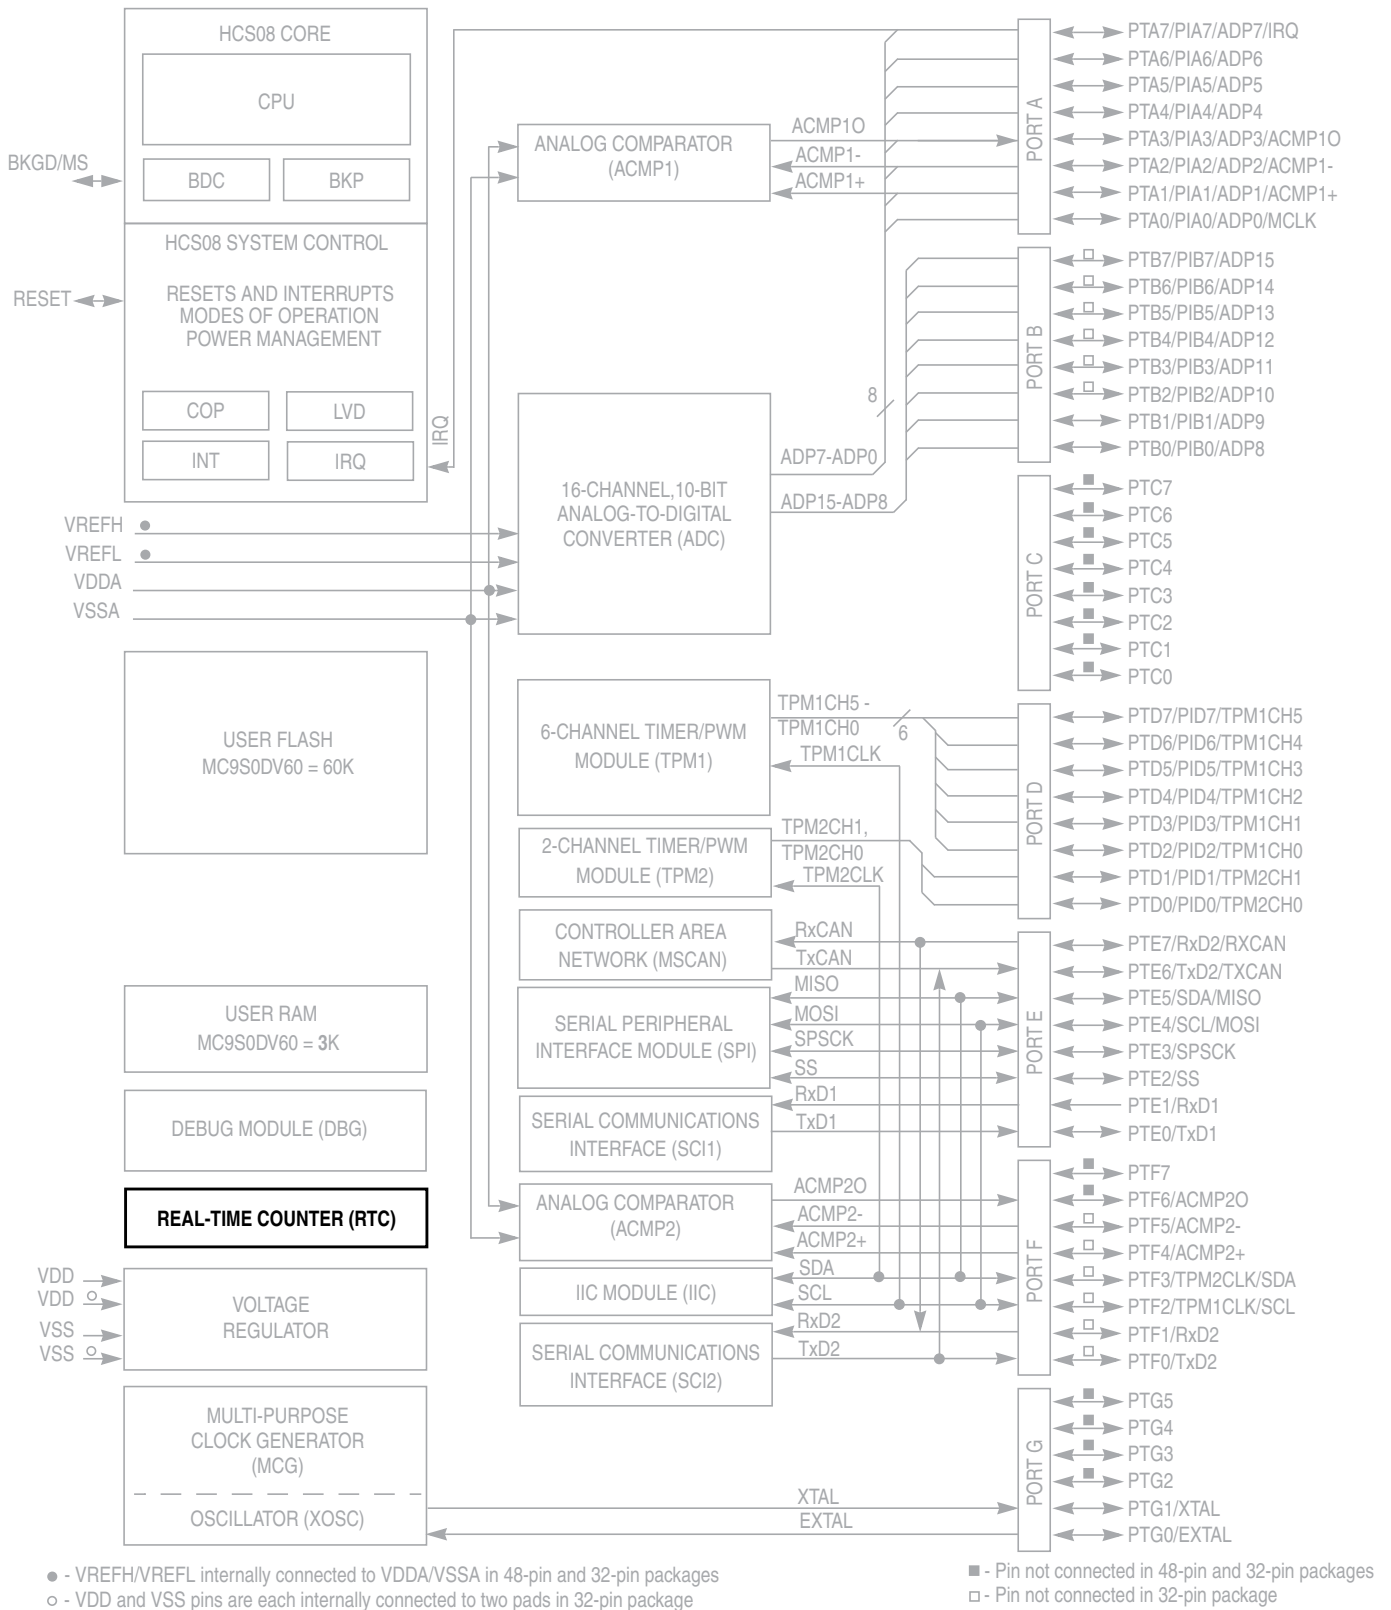 HCS08 CORE
CPU
BDC
BKP
BKGD/MS
HCS08 SYSTEM CONTROL
RESET
RESETS AND INTERRUPTS
MODES OF OPERATION
POWER MANAGEMENT
COP
LVD
INT
IRQ
IRQ
VREFH
VREFL
VDDA
VSSA
USER FLASH
MC9S0DV60 = 60K
USER RAM
MC9S0DV60 = 3K
DEBUG MODULE (DBG)
REAL-TIME COUNTER (RTC)
VDD
VDD
VSS
VSS
VOLTAGE
REGULATOR
MULTI-PURPOSE
CLOCK GENERATOR
(MCG)
OSCILLATOR (XOSC)
ANALOG COMPARATOR
(ACMP1)
ACMP1O
ACMP1-
ACMP1+
16-CHANNEL,10-BIT
ANALOG-TO-DIGITAL
CONVERTER (ADC)
8
ADP7-ADP0
ADP15-ADP8
6-CHANNEL TIMER/PWM
MODULE (TPM1)
TPM1CH5 -
TPM1CH0
6
TPM1CLK
2-CHANNEL TIMER/PWM
MODULE (TPM2)
TPM2CH1,
TPM2CH0
TPM2CLK
CONTROLLER AREA
NETWORK (MSCAN)
RxCAN
TxCAN
SERIAL PERIPHERAL
INTERFACE MODULE (SPI)
MISO
MOSI
SPSCK
SS
SERIAL COMMUNICATIONS
INTERFACE (SCI1)
RxD1
TxD1
ANALOG COMPARATOR
(ACMP2)
ACMP2O
ACMP2-
ACMP2+
IIC MODULE (IIC)
SDA
SCL
SERIAL COMMUNICATIONS
INTERFACE (SCI2)
RxD2
TxD2
XTAL
EXTAL
PORT A
PTA7/PIA7/ADP7/IRQ
PTA6/PIA6/ADP6
PTA5/PIA5/ADP5
PTA4/PIA4/ADP4
PTA3/PIA3/ADP3/ACMP1O
PTA2/PIA2/ADP2/ACMP1-
PTA1/PIA1/ADP1/ACMP1+
PTA0/PIA0/ADP0/MCLK
PORT B
PTB7/PIB7/ADP15
PTB6/PIB6/ADP14
PTB5/PIB5/ADP13
PTB4/PIB4/ADP12
PTB3/PIB3/ADP11
PTB2/PIB2/ADP10
PTB1/PIB1/ADP9
PTB0/PIB0/ADP8
PORT C
PTC7
PTC6
PTC5
PTC4
PTC3
PTC2
PTC1
PTC0
PORT D
PTD7/PID7/TPM1CH5
PTD6/PID6/TPM1CH4
PTD5/PID5/TPM1CH3
PTD4/PID4/TPM1CH2
PTD3/PID3/TPM1CH1
PTD2/PID2/TPM1CH0
PTD1/PID1/TPM2CH1
PTD0/PID0/TPM2CH0
PORT E
PTE7/RxD2/RXCAN
PTE6/TxD2/TXCAN
PTE5/SDA/MISO
PTE4/SCL/MOSI
PTE3/SPSCK
PTE2/SS
PTE1/RxD1
PTE0/TxD1
PORT F
PTF7
PTF6/ACMP2O
PTF5/ACMP2-
PTF4/ACMP2+
PTF3/TPM2CLK/SDA
PTF2/TPM1CLK/SCL
PTF1/RxD2
PTF0/TxD2
PORT G
PTG5
PTG4
PTG3
PTG2
PTG1/XTAL
PTG0/EXTAL
● - VREFH/VREFL internally connected to VDDA/VSSA in 48-pin and 32-pin packages
○ - VDD and VSS pins are each internally connected to two pads in 32-pin package
■ - Pin not connected in 48-pin and 32-pin packages
□ - Pin not connected in 32-pin package